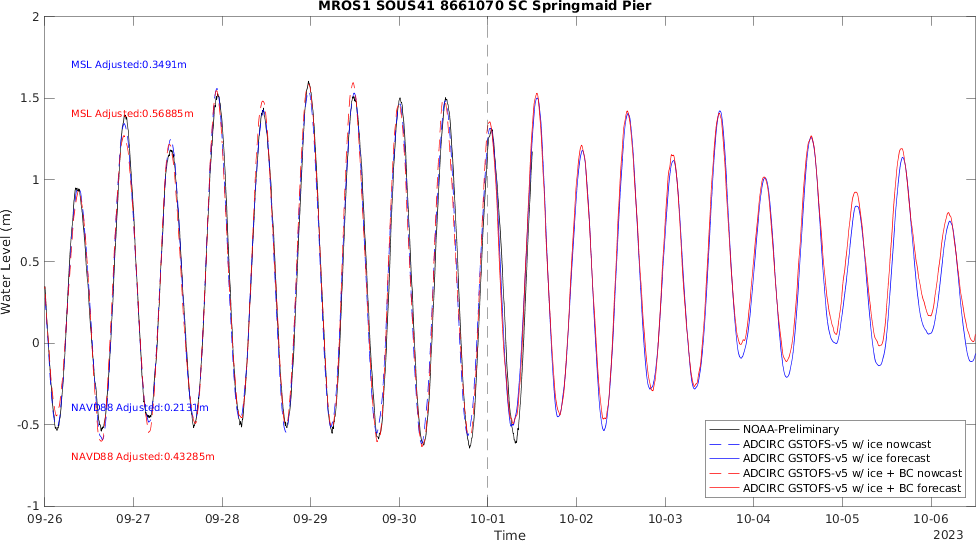 MROS1 SOUS41 8661070 SC Springmaid Pier
2
1.5
1
0.5
0
-0.5
-1
Water Level (m)
MSL Adjusted:0.3491m
MSL Adjusted:0.56885m
NAVD88 Adjusted:0.2131m
NAVD88 Adjusted:0.43285m
NOAA-Preliminary
ADCIRC GSTOFS-v5 w/ ice nowcast
ADCIRC GSTOFS-v5 w/ ice forecast
ADCIRC GSTOFS-v5 w/ ice + BC nowcast
ADCIRC GSTOFS-v5 w/ ice + BC forecast
09-26 09-27 09-28 09-29 09-30 10-01 10-02 10-03 10-04 10-05 10-06
Time
2023